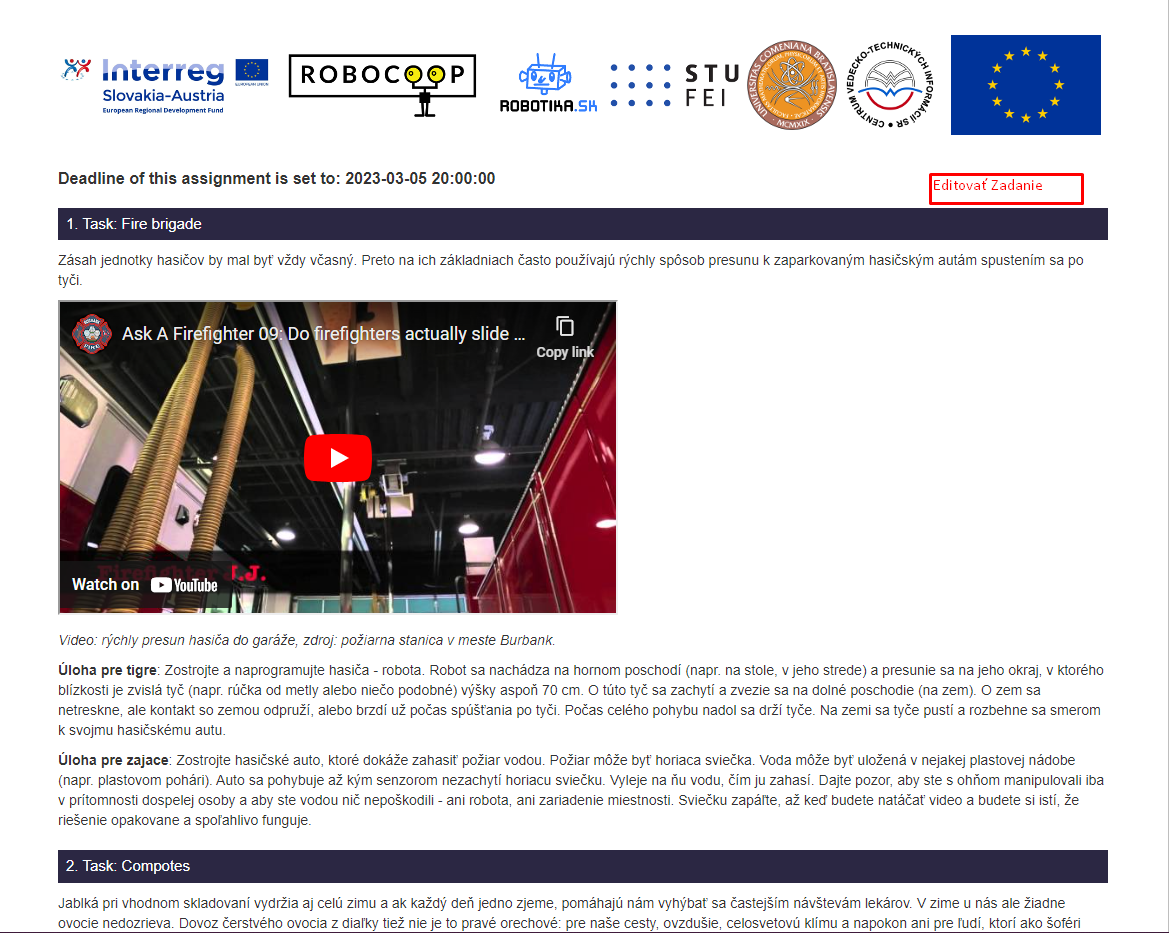 Interreg
EUROPEAN UNION
Slovakia-Austria
European Regional Development Fund
ROBOCOOP
ROBOTIKA.SK
STU
FEI
UNIVERSITAS COMENIANA BRATISLAVENSIS
MCMXIX
CENTRUM VEDECKO-TECHNICKÝCH INFORMÁCIÍ SR
Deadline of this assignment is set to: 2023-03-05 20:00:00
Editovať Zadanie
1. Task: Fire brigade
Zásah jednotky hasičov by mal byť vždy včasný. Preto na ich základniach často používajú rýchly spôsob presunu k zaparkovaným hasičským autám spustením sa po
tyči.
Ask A Firefighter 09: Do firefighters actually slide ...
Copy link
Firefighter J.J.
Watch on YouTube
Video: rýchly presun hasiča do garáže, zdroj: požiarna stanica v meste Burbank.
Úloha pre tigre: Zostrojte a naprogramujte hasiča - robota. Robot sa nachádza na hornom poschodí (napr. na stole, v jeho strede) a presunie sa na jeho okraj, v ktorého
blízkosti je zvislá tyč (napr. rúčka od metly alebo niečo podobné) výšky aspoň 70 cm. O túto tyč sa zachytí a zvezie sa na dolné poschodie (na zem). O zem sa
netreskne, ale kontakt so zemou odpruží, alebo brzdí už počas spúšťania po tyči. Počas celého pohybu nadol sa drží tyče. Na zemi sa tyče pustí a rozbehne sa smerom
k svojmu hasičskému autu.
Úloha pre zajace: Zostrojte hasičské auto, ktoré dokáže zahasiť požiar vodou. Požiar môže byť horiaca sviečka. Voda môže byť uložená v nejakej plastovej nádobe
(napr. plastovom pohári). Auto sa pohybuje až kým senzorom nezachytí horiacu sviečku. Vyleje na ňu vodu, čím ju zahasí. Dajte pozor, aby ste s ohňom manipulovali iba
v prítomnosti dospelej osoby a aby ste vodou nič nepoškodili - ani robota, ani zariadenie miestnosti. Sviečku zapáľte, až keď budete natáčať video a budete si istí, že
riešenie opakovane a spoľahlivo funguje.
2. Task: Compotes
Jablká pri vhodnom skladovaní vydržia aj celú zimu a ak každý deň jedno zjeme, pomáhajú nám vyhýbať sa častejším návštevám lekárov. V zime u nás ale žiadne
ovocie nedozrieva. Dovoz čerstvého ovocia z diaľky tiež nie je to pravé orechové: pre naše cesty, ovzdušie, celosvetovú klímu a napokon ani pre ľudí, ktorí ako šoféri